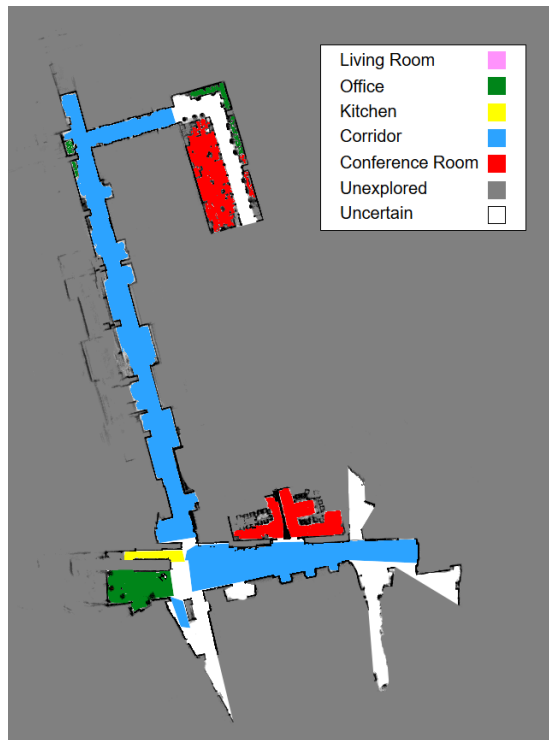 Living Room
Office
Kitchen
Corridor
Conference Room
Unexplored
Uncertain